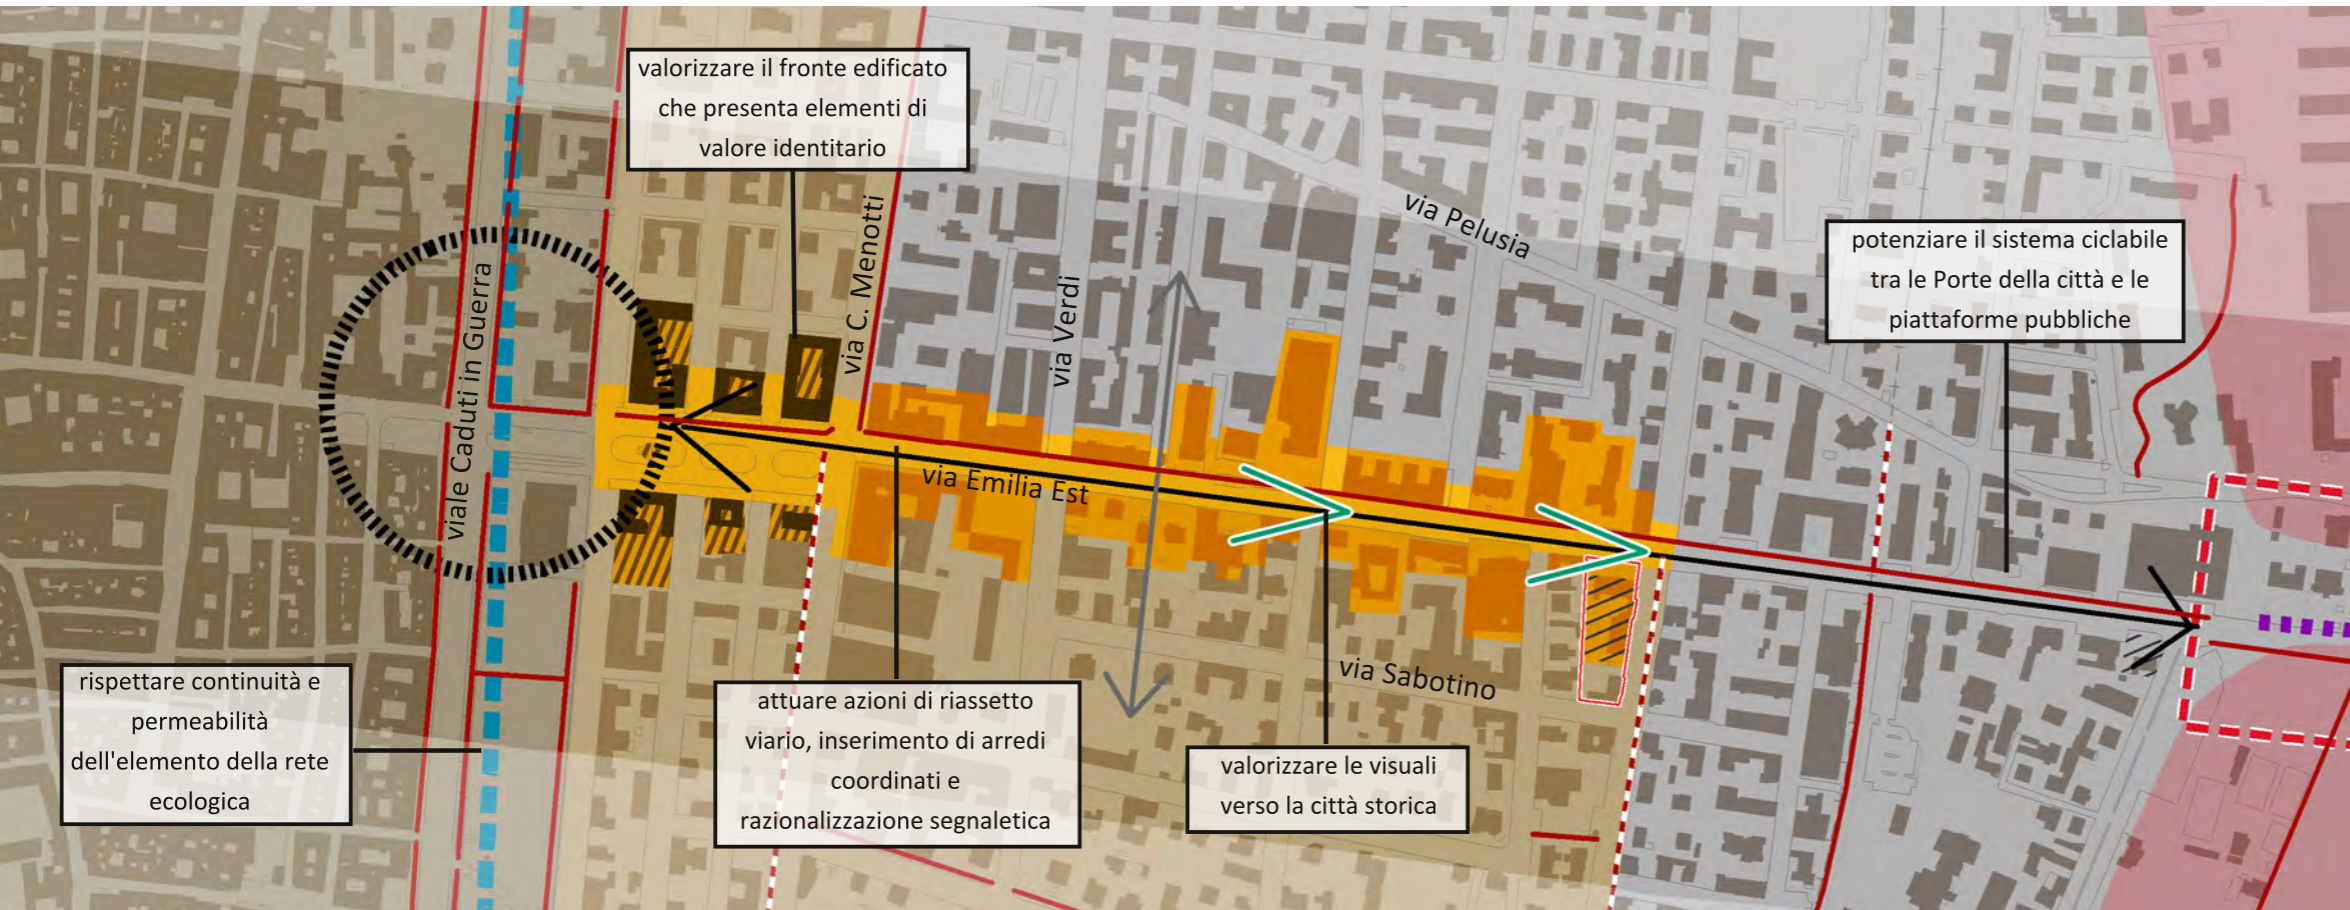 valorizzare il fronte edificato
che presenta elementi di
valore identitario
via C. Menotti
via Verdi
via Pelusia
potenziare il sistema ciclabile
tra le Porte della città e le
piattaforme pubbliche
viale Caduti in Guerra
via Emilia Est
via Sabotino
rispettare continuità e
permeabilità
dell'elemento della rete
ecologica
attuare azioni di riassetto
viario, inserimento di arredi
coordinati e
razionalizzazione segnaletica
valorizzare le visuali
verso la città storica